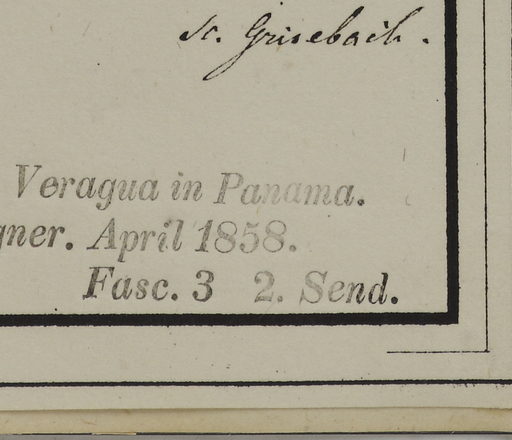 sc. Grisebach.
Veragua in Panama.
gner. April 1858.
Fasc. 3 2. Send.